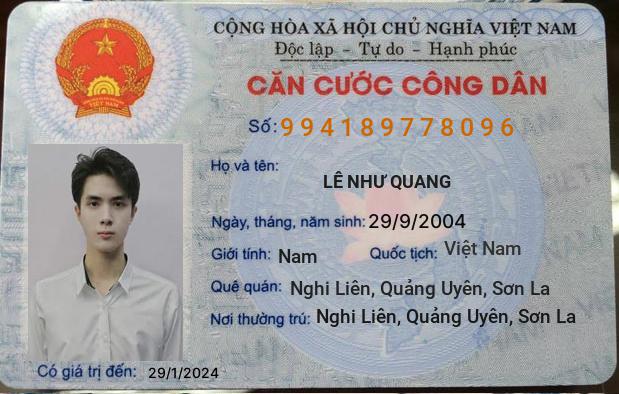 CỘNG HÒA XÃ HỘI CHỦ NGHĨA VIỆT NAM
Độc lập - Tự do - Hạnh phúc
CĂN CƯỚC CÔNG DÂN
Số: 994189778096
Họ và tên:
LÊ NHƯ QUANG
Ngày, tháng, năm sinh: 29/9/2004
Giới tính: Nam Quốc tịch: Việt Nam
Quê quán: Nghi Liên, Quảng Uyên, Sơn La
Nơi thường trú: Nghi Liên, Quảng Uyên, Sơn La
Có giá trị đến: 29/1/2024
VIỆT NAM